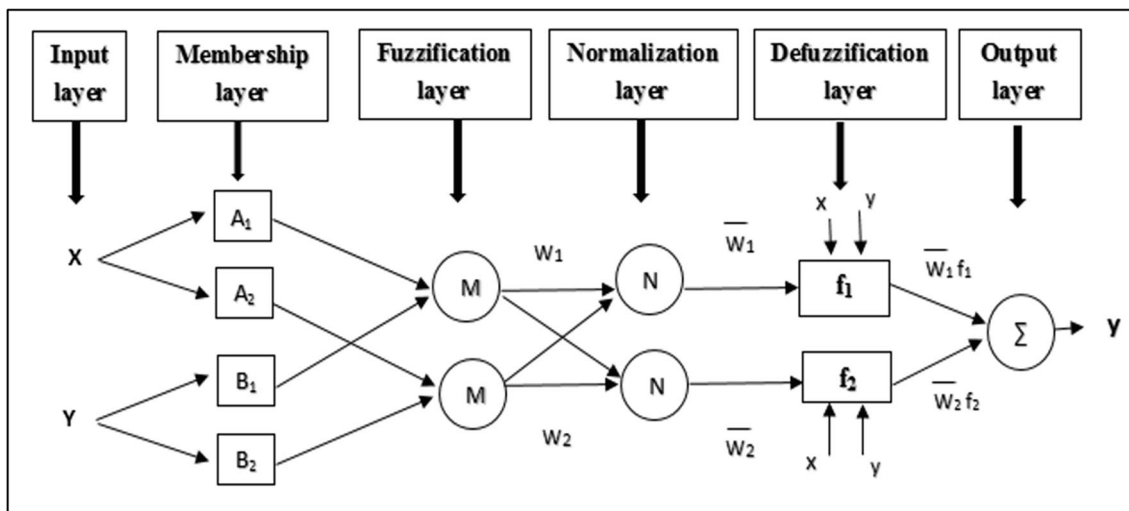 Input
layer
Membership
layer
Fuzzification
layer
Normalization
layer
Defuzzification
layer
Output
layer
X
Y
A₁
A₂
B₁
B₂
M
M
W₁
W₂
N
N
W̅₁
W̅₂
x y
f₁
f₂
x y
W̅₁ f₁
W̅₂ f₂
Σ
y